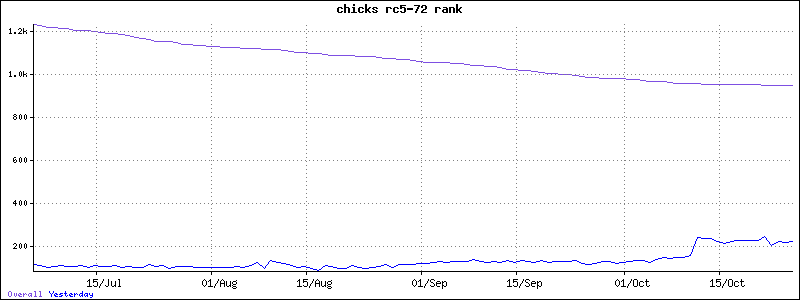 chicks rc5-72 rank
1.2k
1.0k
800
600
400
200
15/Jul 01/Aug 15/Aug 01/Sep 15/Sep 01/Oct 15/Oct
Overall Yesterday